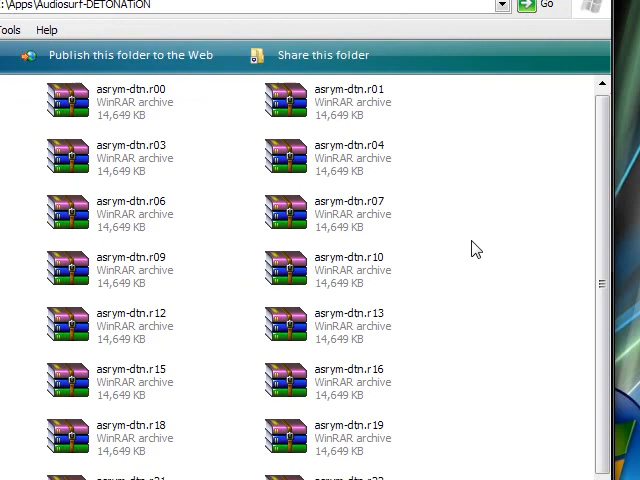 :\Apps\Audiosurf-DETONATiON
Go
Tools Help
Publish this folder to the Web Share this folder
asrym-dtn.r00 asrym-dtn.r01
WinRAR archive WinRAR archive
14,649 KB 14,649 KB
asrym-dtn.r03 asrym-dtn.r04
WinRAR archive WinRAR archive
14,649 KB 14,649 KB
asrym-dtn.r06 asrym-dtn.r07
WinRAR archive WinRAR archive
14,649 KB 14,649 KB
asrym-dtn.r09 asrym-dtn.r10
WinRAR archive WinRAR archive
14,649 KB 14,649 KB
asrym-dtn.r12 asrym-dtn.r13
WinRAR archive WinRAR archive
14,649 KB 14,649 KB
asrym-dtn.r15 asrym-dtn.r16
WinRAR archive WinRAR archive
14,649 KB 14,649 KB
asrym-dtn.r18 asrym-dtn.r19
WinRAR archive WinRAR archive
14,649 KB 14,649 KB